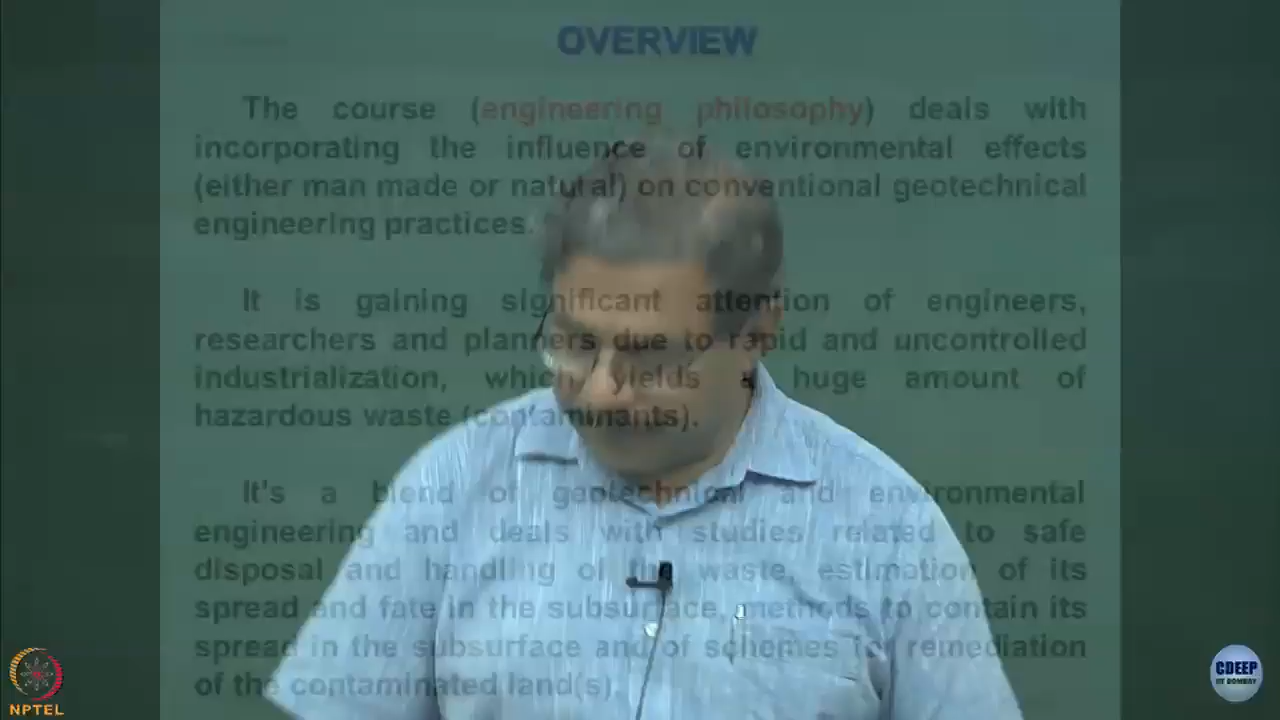 OVERVIEW
The course (engineering philosophy) deals with
incorporating the influence of environmental effects
(either man made or natural) on conventional geotechnical
engineering practices.
It is gaining significant attention of engineers,
researchers and planners due to rapid and uncontrolled
industrialization, which yields a huge amount of
hazardous waste (contaminants).
It's a blend of geotechnical and environmental
engineering and deals with studies related to safe
disposal and handling of the waste, estimation of its
spread and fate in the subsurface, methods to contain its
spread in the subsurface and of schemes for remediation
of the contaminated land(s).
NPTEL
CDEEP
IIT BOMBAY